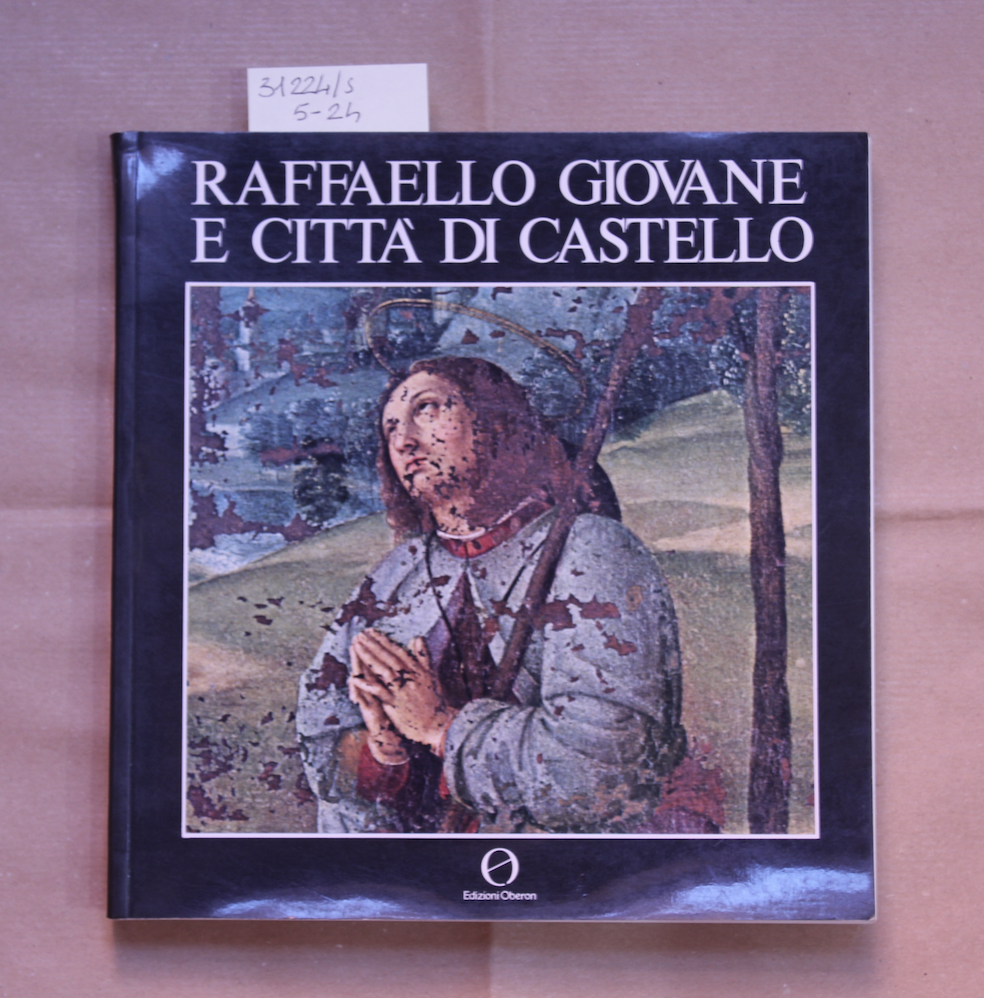 31224/s
5-24
RAFFAELLO GIOVANE
E CITTÀ DI CASTELLO
Edizioni Oberon